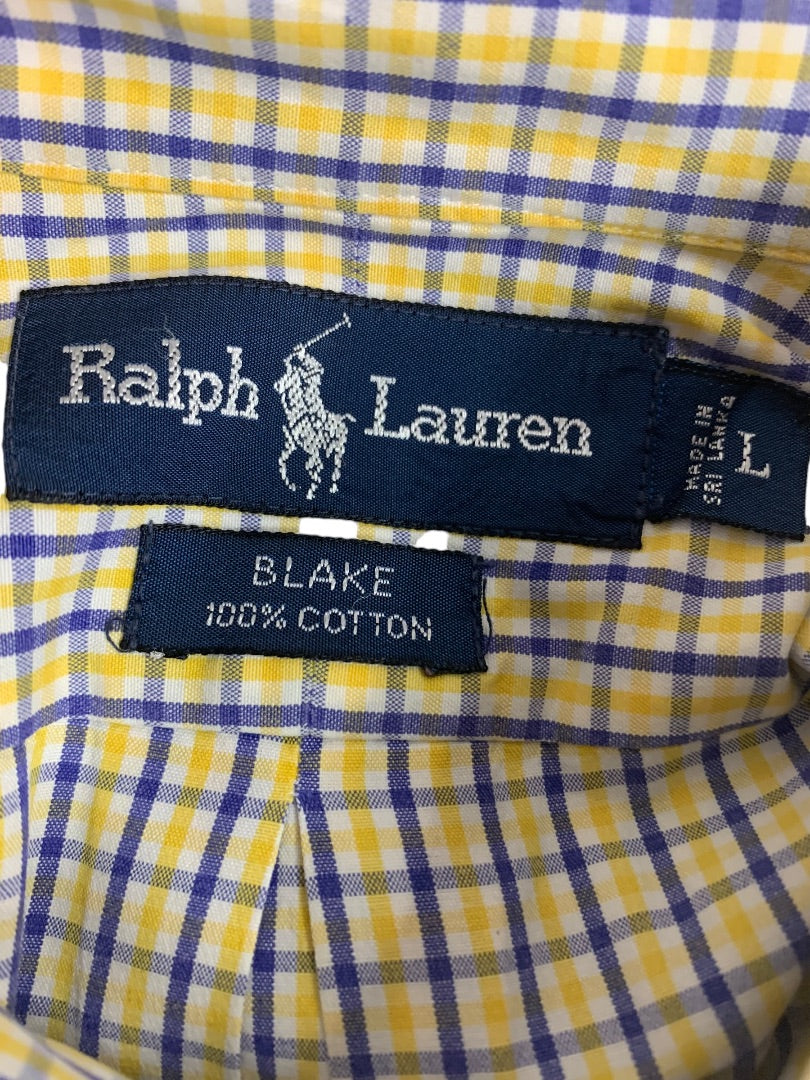 Ralph Lauren
MADE IN
SRI LANKA
L
BLAKE
100% COTTON